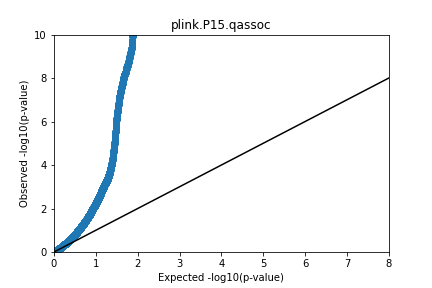 plink.P15.qassoc
10
8
6
4
2
0
Observed -log10(p-value)
0 1 2 3 4 5 6 7 8
Expected -log10(p-value)